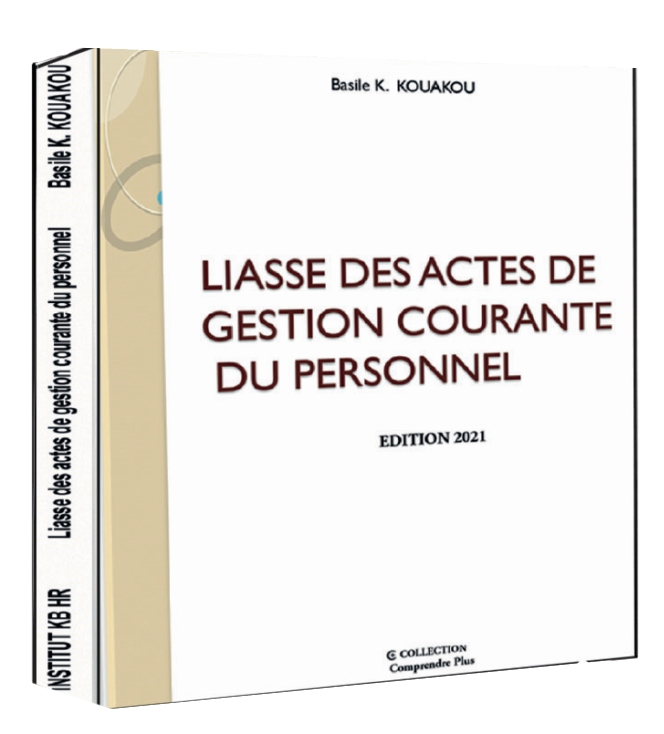 Basile K. KOUAKOU
LIASSE DES ACTES DE
GESTION COURANTE
DU PERSONNEL
EDITION 2021
C COLLECTION
Comprendre Plus
INSTITUT KB HR Liasse des actes de gestion courante du personnel Basile K. KOUAKOU